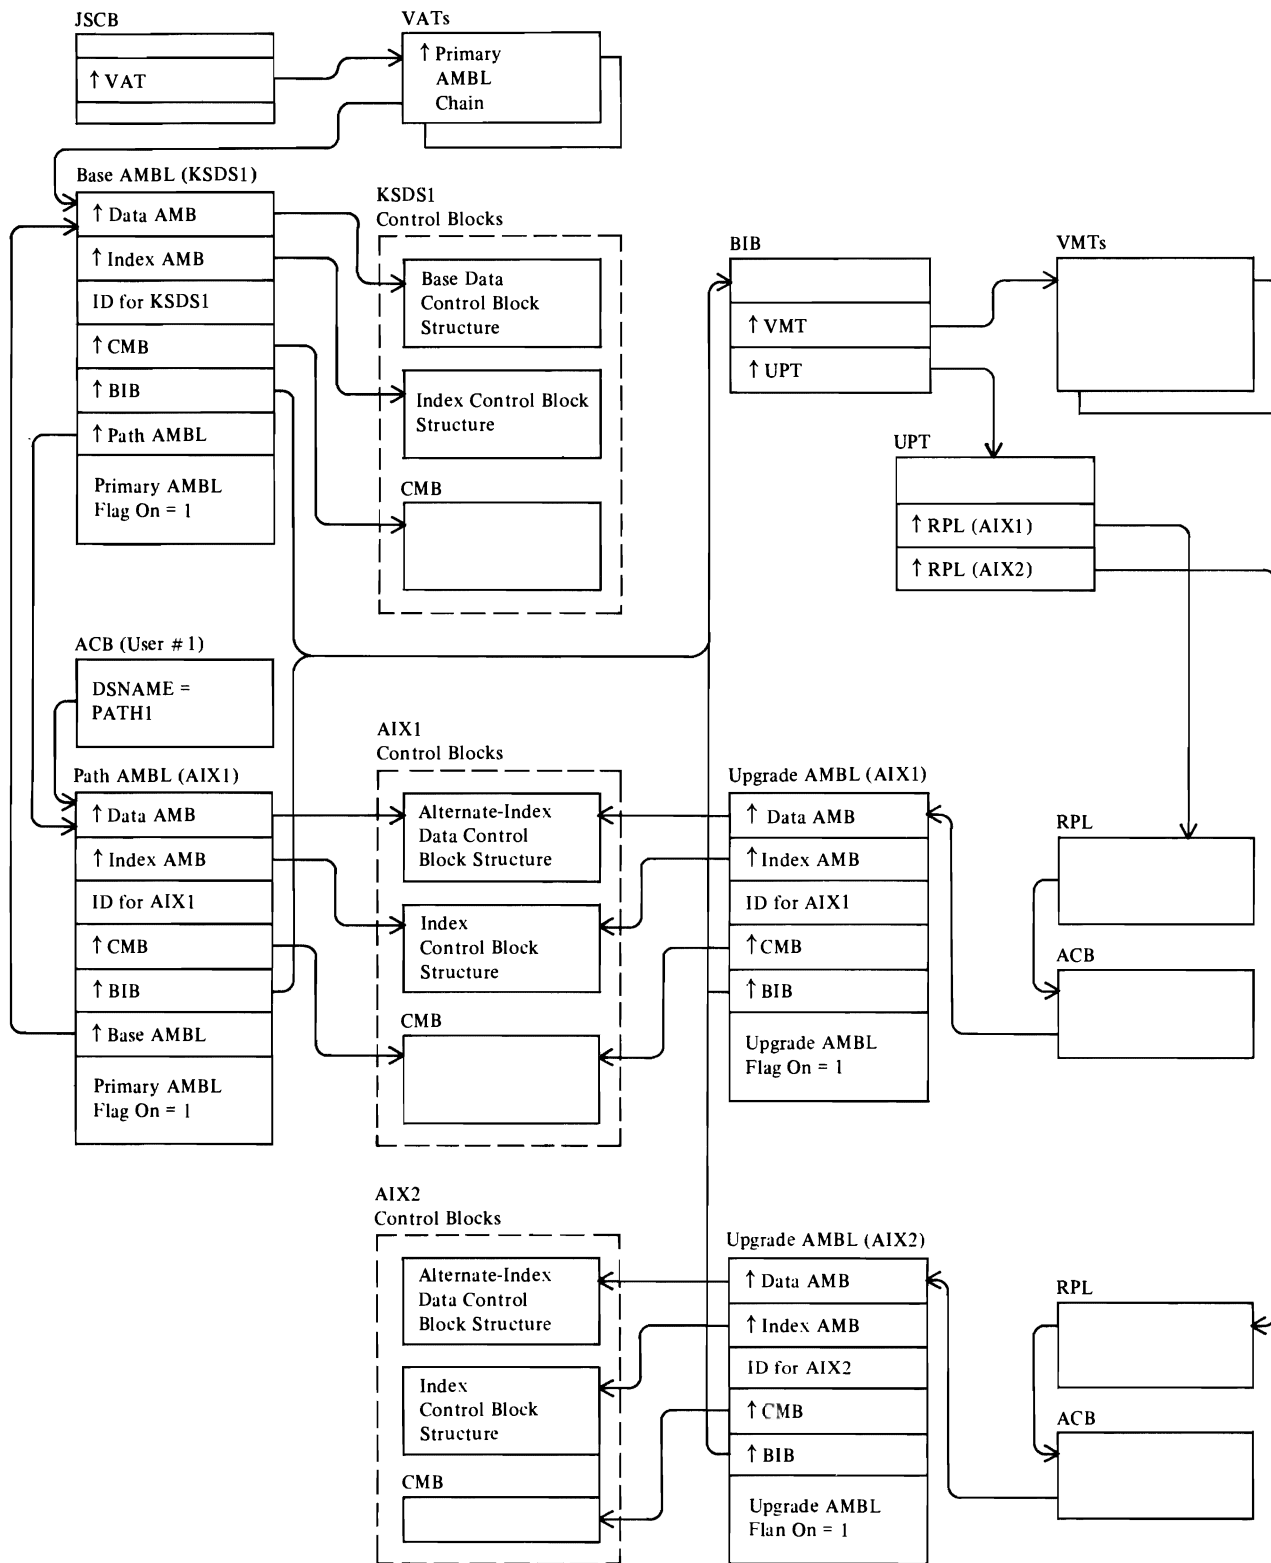 JSCB
↑ VAT
VATs
↑ Primary
AMBL
Chain
Base AMBL (KSDS1)
↑ Data AMB
↑ Index AMB
ID for KSDS1
↑ CMB
↑ BIB
↑ Path AMBL
Primary AMBL
Flag On = 1
KSDS1
Control Blocks
Base Data
Control Block
Structure
Index Control Block
Structure
CMB
BIB
↑ VMT
↑ UPT
VMTs
UPT
↑ RPL (AIX1)
↑ RPL (AIX2)
ACB (User #1)
DSNAME =
PATH1
Path AMBL (AIX1)
↑ Data AMB
↑ Index AMB
ID for AIX1
↑ CMB
↑ BIB
↑ Base AMBL
Primary AMBL
Flag On = 1
AIX1
Control Blocks
Alternate-Index
Data Control
Block Structure
Index
Control Block
Structure
CMB
Upgrade AMBL (AIX1)
↑ Data AMB
↑ Index AMB
ID for AIX1
↑ CMB
↑ BIB
Upgrade AMBL
Flag On = 1
RPL
ACB
AIX2
Control Blocks
Alternate-Index
Data Control
Block Structure
Index
Control Block
Structure
CMB
Upgrade AMBL (AIX2)
↑ Data AMB
↑ Index AMB
ID for AIX2
↑ CMB
↑ BIB
Upgrade AMBL
Flan On = 1
RPL
ACB